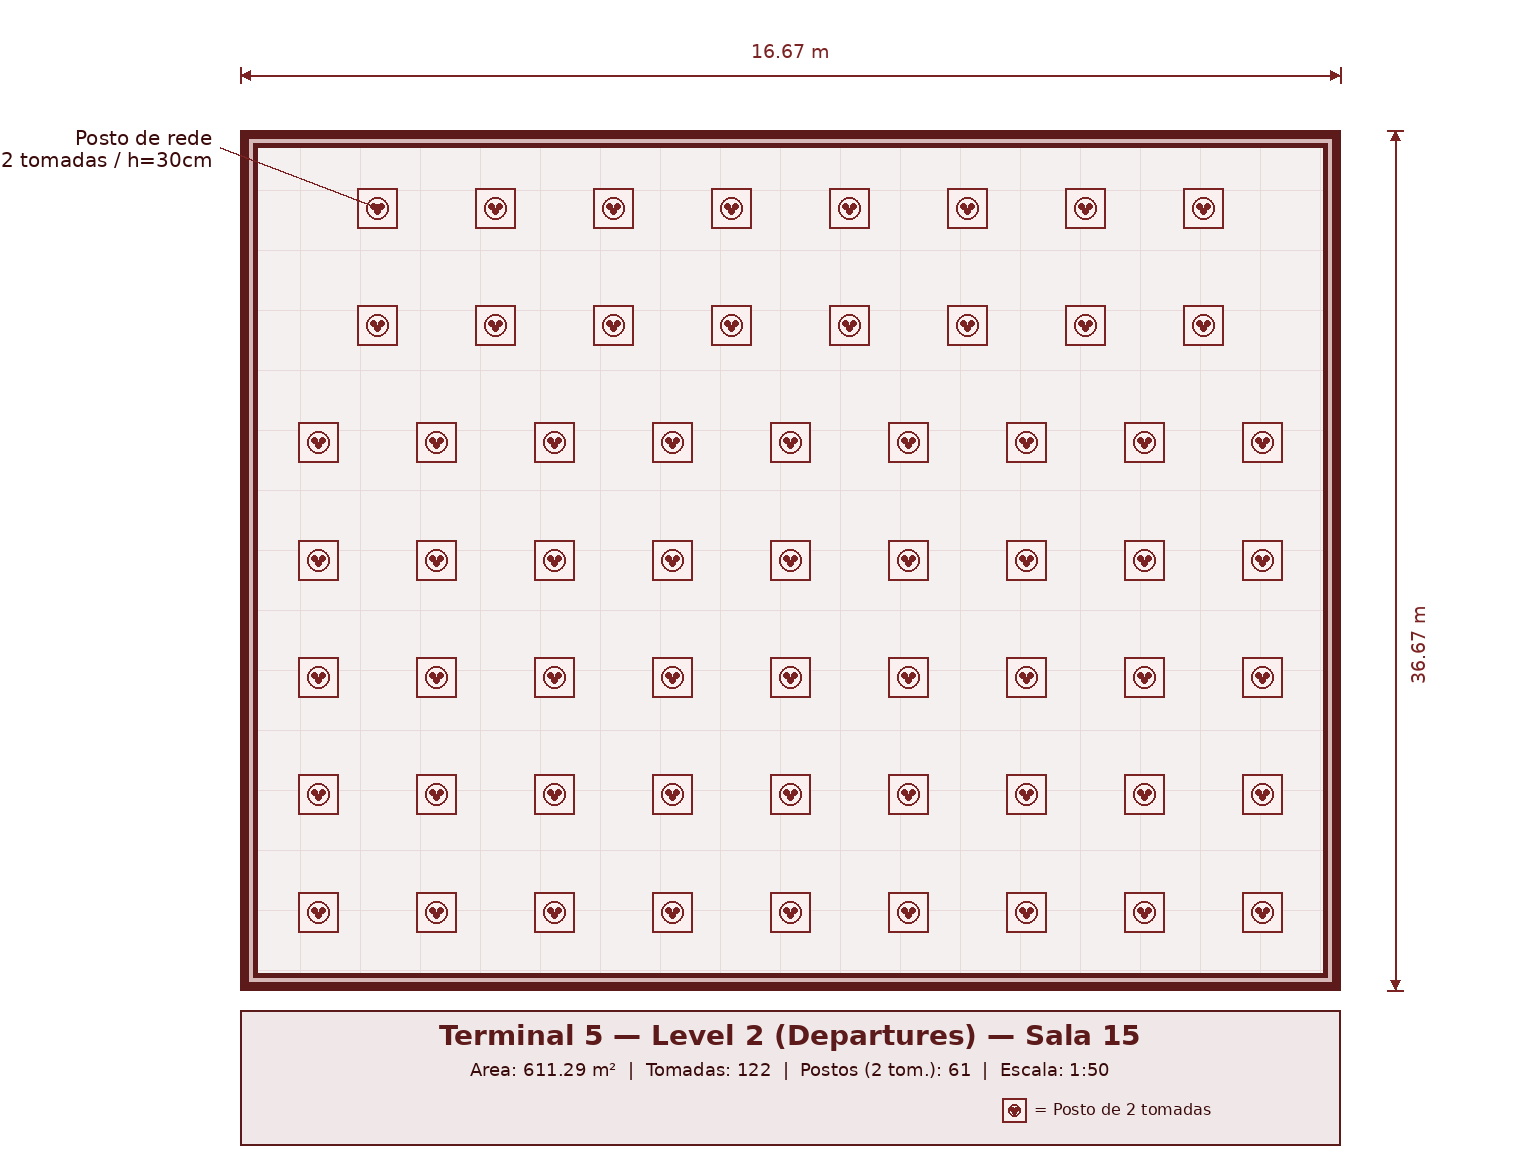 16.67 m
Posto de rede
2 tomadas / h=30cm
36.67 m
Terminal 5 — Level 2 (Departures) — Sala 15
Area: 611.29 m² | Tomadas: 122 | Postos (2 tom.): 61 | Escala: 1:50
= Posto de 2 tomadas